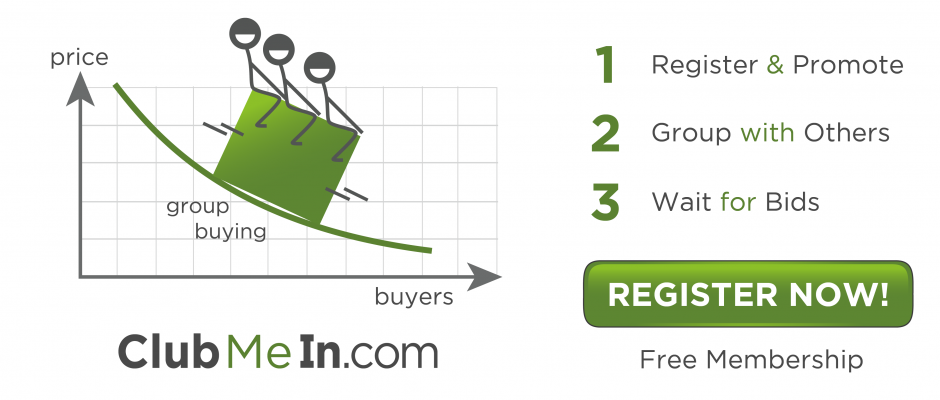 price
group
buying
buyers
ClubMeIn.com
1 Register & Promote
2 Group with Others
3 Wait for Bids
REGISTER NOW!
Free Membership